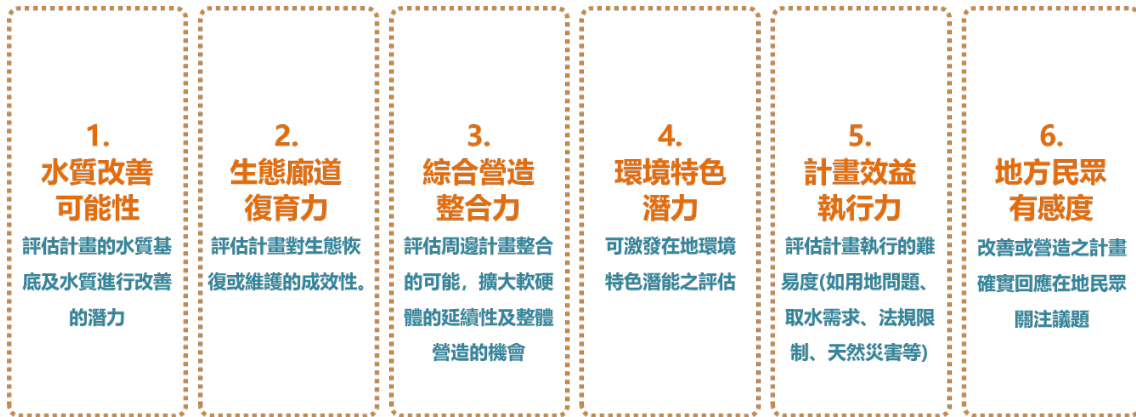 1.
水質改善
可能性
評估計畫的水質基
底及水質進行改善
的潛力
2.
生態廊道
復育力
評估計畫對生態恢
復或維護的成效性。
3.
綜合營造
整合力
評估周邊計畫整合
的可能，擴大軟硬
體的延續性及整體
營造的機會
4.
環境特色
潛力
可激發在地環境
特色潛能之評估
5.
計畫效益
執行力
評估計畫執行的難
易度(如用地問題、
取水需求、法規限
制、天然災害等)
6.
地方民眾
有感度
改善或營造之計畫
確實回應在地民眾
關注議題